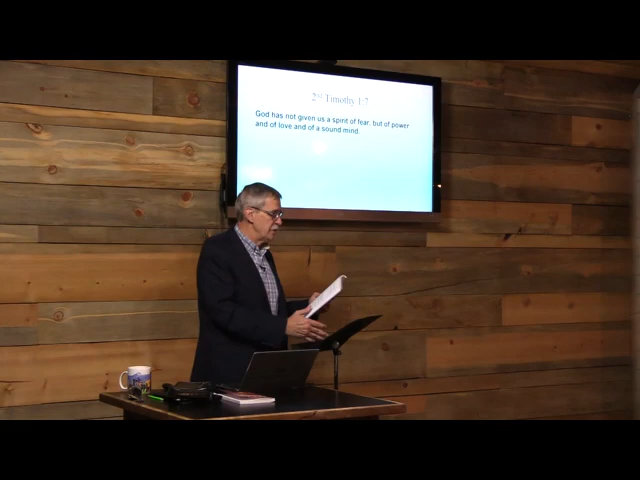 2nd Timothy 1:7
God has not given us a spirit of fear, but of power
and of love and of a sound mind.